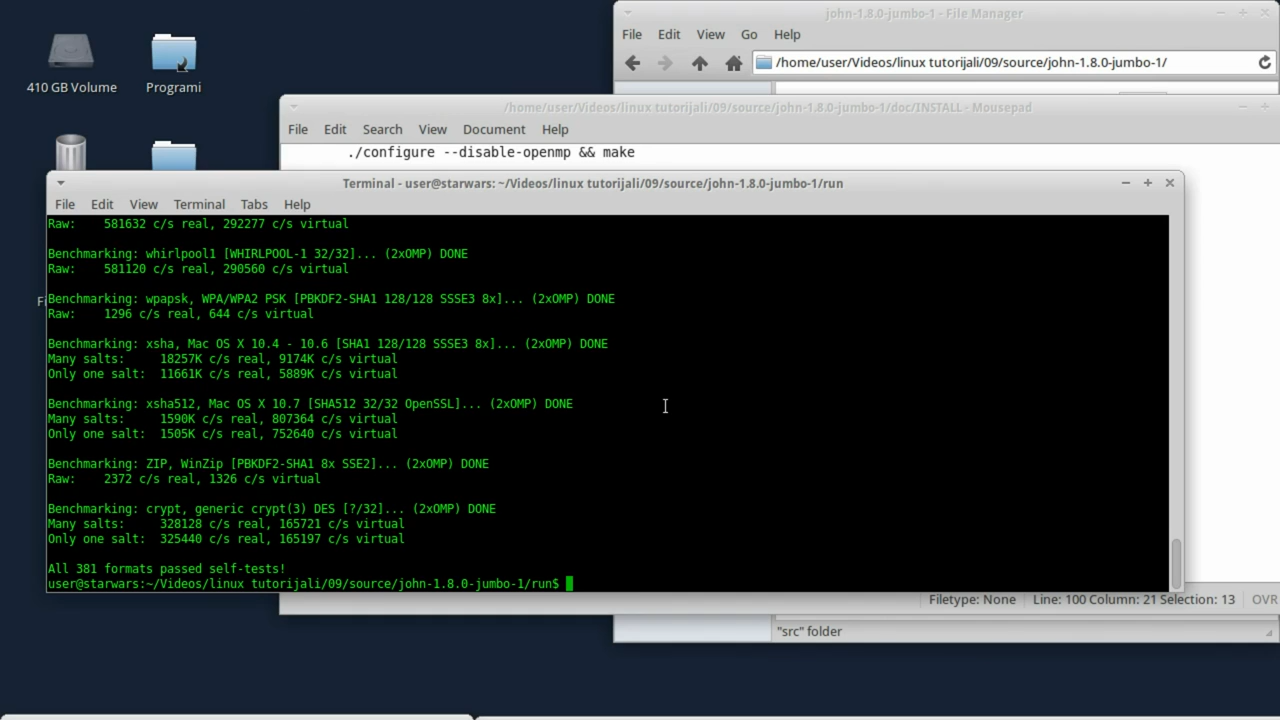 john-1.8.0-jumbo-1 - File Manager
File Edit View Go Help
/home/user/Videos/linux tutorijali/09/source/john-1.8.0-jumbo-1/
410 GB Volume
Programi
/home/user/Videos/linux tutorijali/09/source/john-1.8.0-jumbo-1/doc/INSTALL - Mousepad
File Edit Search View Document Help
./configure --disable-openmp && make
Terminal - user@starwars: ~/Videos/linux tutorijali/09/source/john-1.8.0-jumbo-1/run
File Edit View Terminal Tabs Help
Raw:    581632 c/s real, 292277 c/s virtual
Benchmarking: whirlpool1 [WHIRLPOOL-1 32/32]... (2xOMP) DONE
Raw:    581120 c/s real, 290560 c/s virtual
Benchmarking: wpapsk, WPA/WPA2 PSK [PBKDF2-SHA1 128/128 SSSE3 8x]... (2xOMP) DONE
Raw:    1296 c/s real, 644 c/s virtual
Benchmarking: xsha, Mac OS X 10.4 - 10.6 [SHA1 128/128 SSSE3 8x]... (2xOMP) DONE
Many salts:     18257K c/s real, 9174K c/s virtual
Only one salt:  11661K c/s real, 5889K c/s virtual
Benchmarking: xsha512, Mac OS X 10.7 [SHA512 32/32 OpenSSL]... (2xOMP) DONE
Many salts:     1590K c/s real, 807364 c/s virtual
Only one salt:  1505K c/s real, 752640 c/s virtual
Benchmarking: ZIP, WinZip [PBKDF2-SHA1 8x SSE2]... (2xOMP) DONE
Raw:    2372 c/s real, 1326 c/s virtual
Benchmarking: crypt, generic crypt(3) DES [?/32]... (2xOMP) DONE
Many salts:     328128 c/s real, 165721 c/s virtual
Only one salt:  325440 c/s real, 165197 c/s virtual
All 381 formats passed self-tests!
user@starwars:~/Videos/linux tutorijali/09/source/john-1.8.0-jumbo-1/run$
Filetype: None Line: 100 Column: 21 Selection: 13 OVR
"src" folder